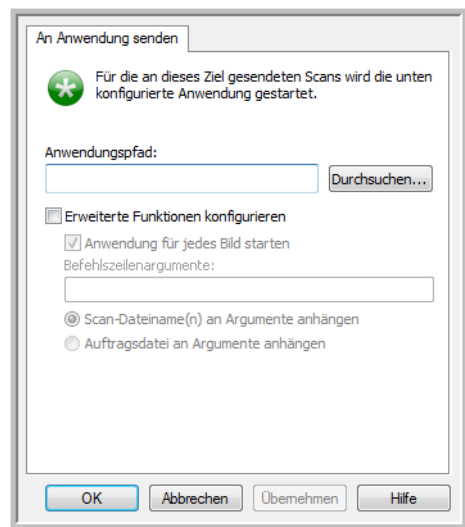 An Anwendung senden
Für die an dieses Ziel gesendeten Scans wird die unten
konfigurierte Anwendung gestartet.
Anwendungspfad:
Durchsuchen...
Erweiterte Funktionen konfigurieren
Anwendung für jedes Bild starten
Befehlszeilenargumente:
Scan-Dateiname(n) an Argumente anhängen
Auftragsdatei an Argumente anhängen
OK
Abbrechen
Übernehmen
Hilfe